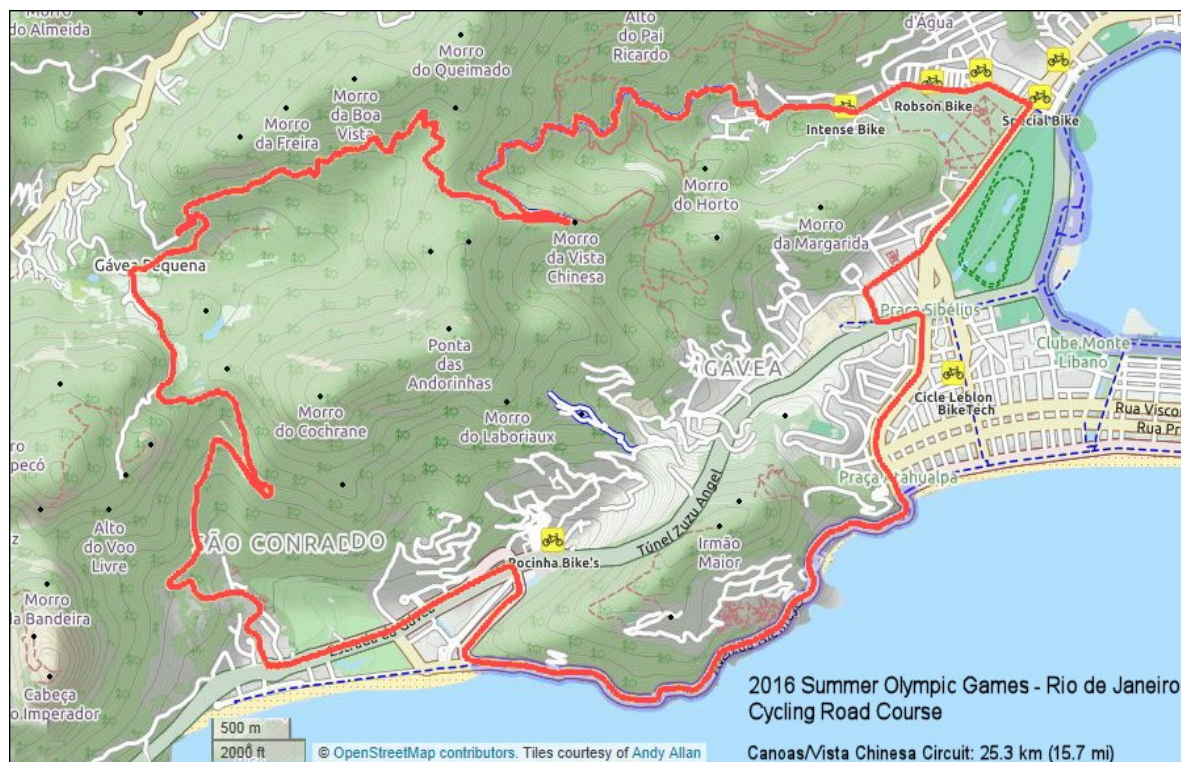 Morro
do Almeida
Morro
do Queimado
Alto
do Pai
Ricardo
d'Água
Morro
da Boa
Vista
Morro
da Freira
Robson Bike
Intense Bike
Special Bike
Morro
do Horto
Morro
da Margarida
Morro
da Vista
Chinesa
Gávea Pequena
Praça Sibélius
Clube Monte
Líbano
Ponta
das
Andorinhas
GÁVEA
Cicle Leblon
BikeTech
Rua Viscon
Rua Pr
Morro
do Cochrane
Morro
do Laboriaux
Praça Atahualpa
Túnel Zuzu Angel
Alto
do Voo
Livre
SÃO CONRADO
Rocinha Bike's
Irmão
Maior
Morro
da Bandeira
Estrada da Gávea
Cabeça
do Imperador
500 m
2000 ft
© OpenStreetMap contributors. Tiles courtesy of Andy Allan
2016 Summer Olympic Games - Rio de Janeiro
Cycling Road Course
Canoas/Vista Chinesa Circuit: 25.3 km (15.7 mi)